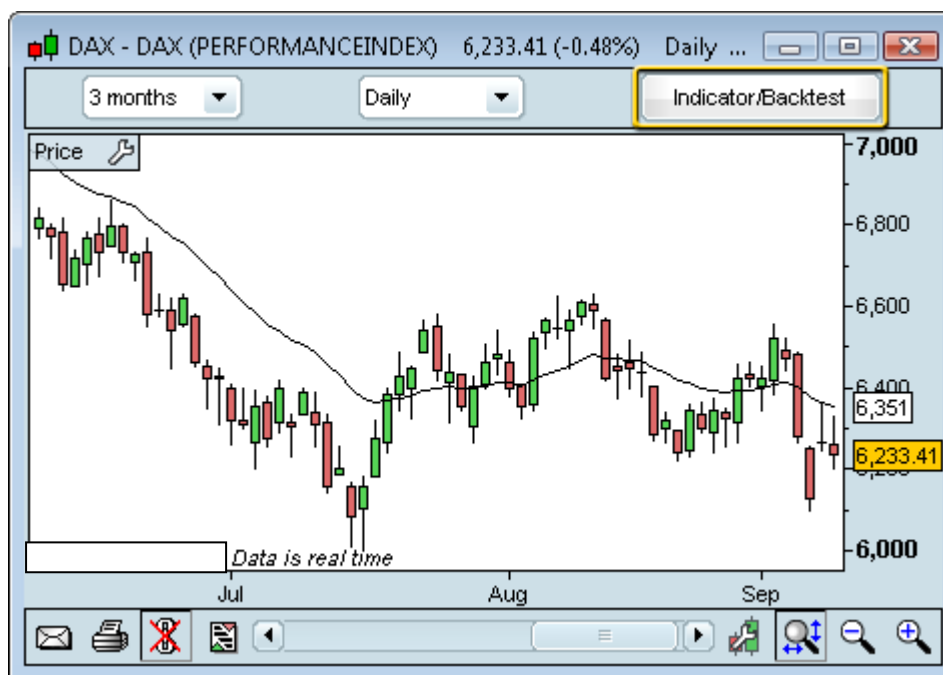 DAX - DAX (PERFORMANCEINDEX) 6,233.41 (-0.48%) Daily ...
3 months Daily Indicator/Backtest
Price
7,000
6,800
6,600
6,400
6,351
6,233.41
6,000
Data is real time
Jul Aug Sep